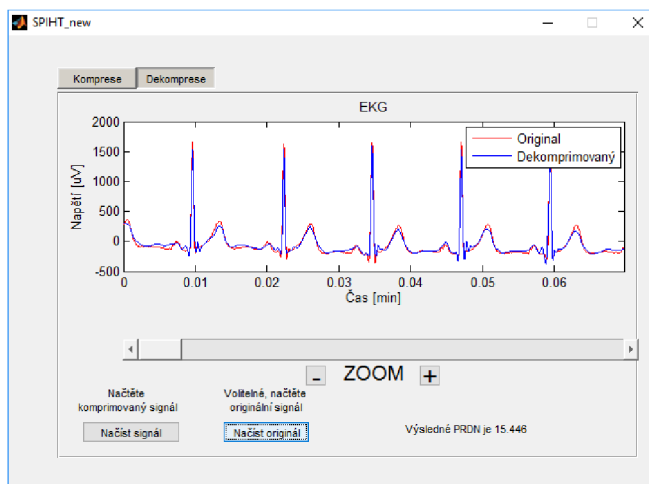 SPIHT_new
Komprese
Dekomprese
EKG
Original
Dekomprimovaný
Napětí [uV]
2000
1500
1000
500
0
-500
0 0.01 0.02 0.03 0.04 0.05 0.06
Čas [min]
- ZOOM +
Načtěte
komprimovaný signál
Volitelné, načtěte
originální signál
Načíst signál
Načíst originál
Výsledné PRDN je 15.446